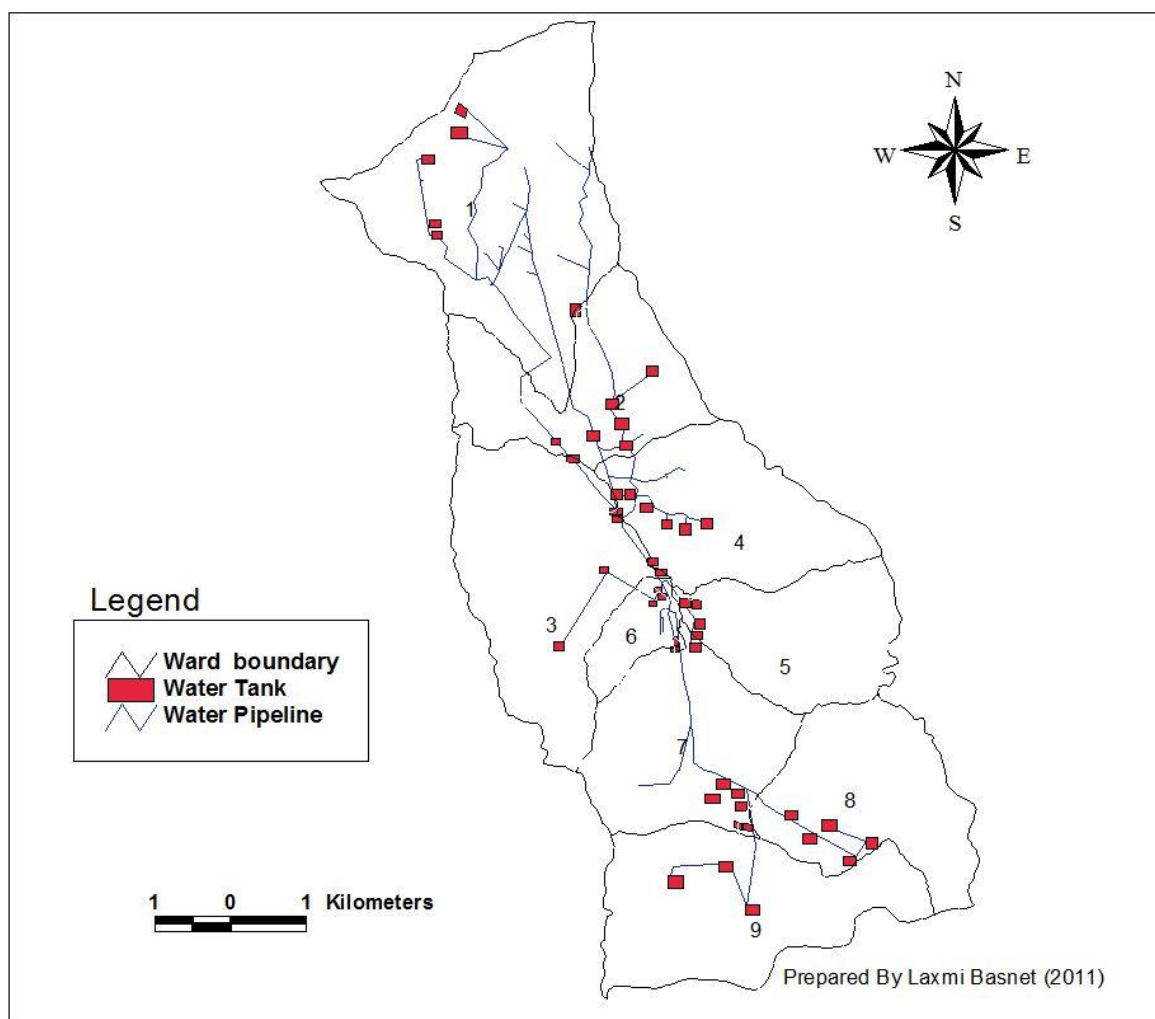 N
W E
S
1
2
4
3
6
5
7
8
9
Legend
Ward boundary
Water Tank
Water Pipeline
1 0 1 Kilometers
Prepared By Laxmi Basnet (2011)